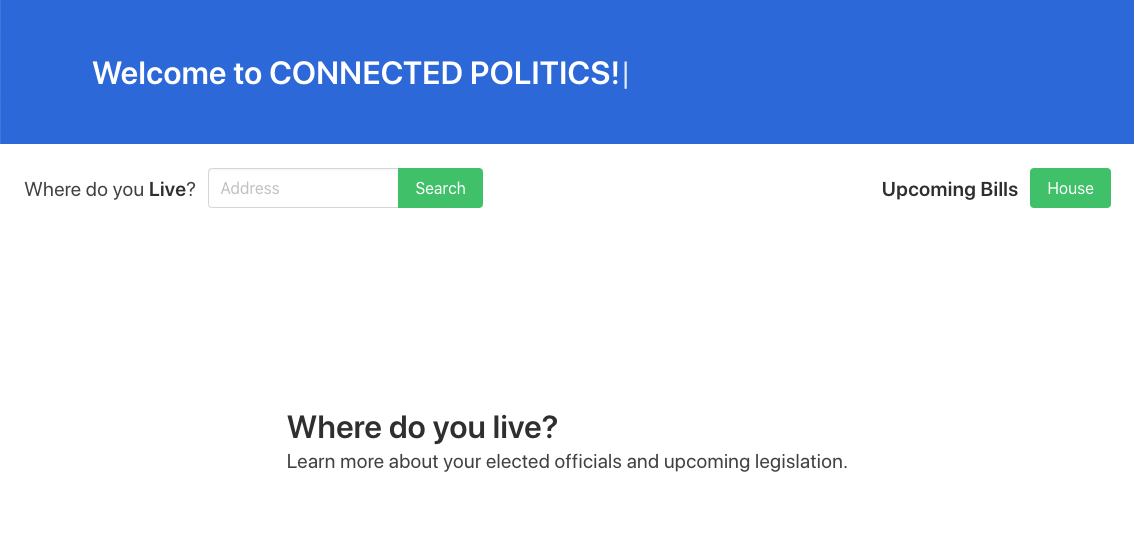 Welcome to CONNECTED POLITICS!|
Where do you Live? Address Search Upcoming Bills House
Where do you live?
Learn more about your elected officials and upcoming legislation.